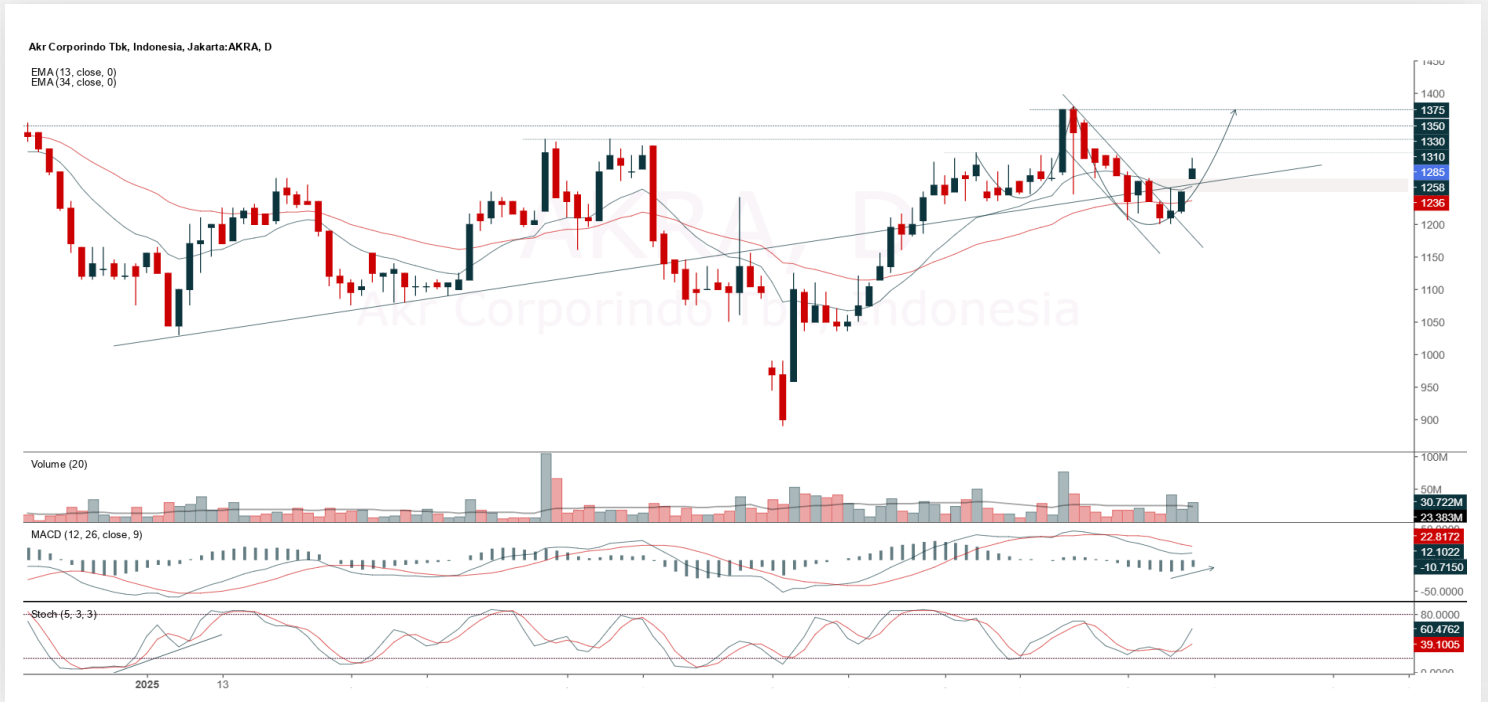 Akr Corporindo Tbk, Indonesia, Jakarta:AKRA, D
EMA (13, close, 0)
EMA (34, close, 0)
AKRA, D
Akr Corporindo Tbk, Indonesia
1450
1400
1375
1350
1330
1310
1285
1258
1236
1200
1150
1100
1050
1000
950
900
Volume (20)
100M
50M
30.722M
23.383M
MACD (12, 26, close, 9)
50.0000
22.8172
12.1022
-10.7150
-50.0000
Stoch (5, 3, 3)
80.0000
60.4762
39.1005
0.0000
2025
13